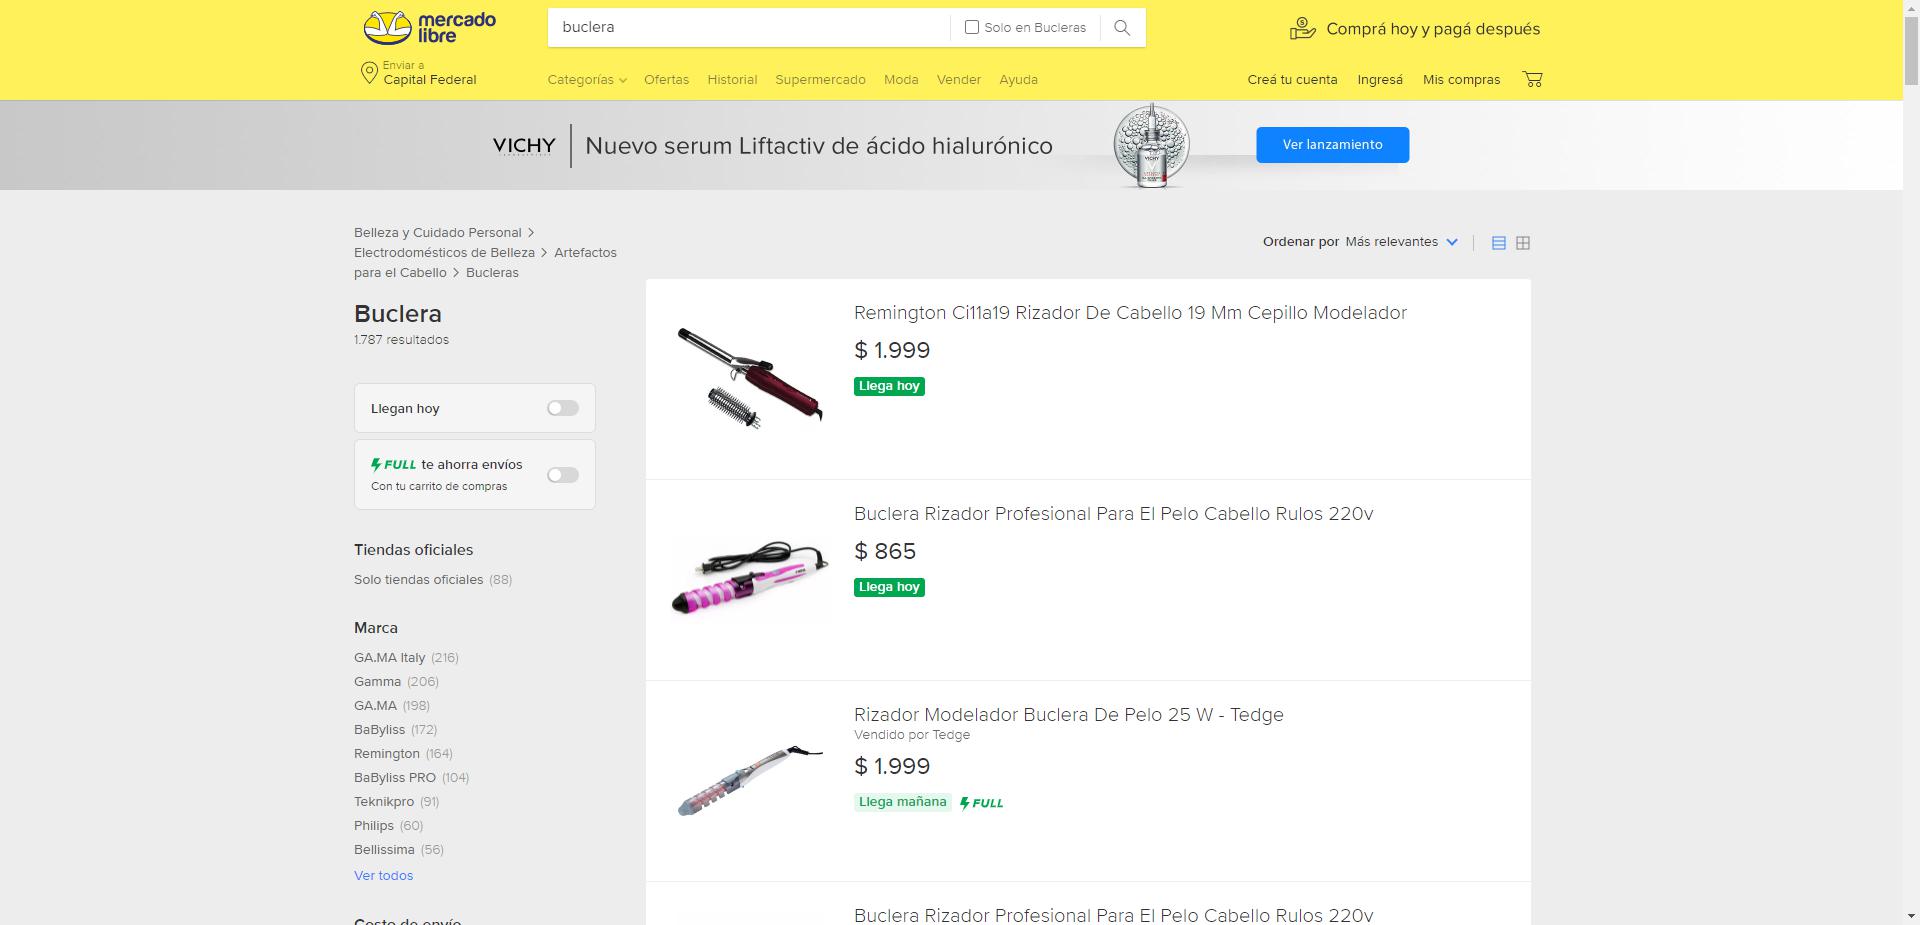 mercado
libre
buclera
Solo en Bucleras
Comprá hoy y pagá después
Enviar a
Capital Federal
Categorías
Ofertas
Historial
Supermercado
Moda
Vender
Ayuda
Creá tu cuenta
Ingresá
Mis compras
VICHY
Nuevo serum Liftactiv de ácido hialurónico
VICHY
Ver lanzamiento
Belleza y Cuidado Personal >
Electrodomésticos de Belleza > Artefactos
para el Cabello > Bucleras
Buclera
1.787 resultados
Ordenar por Más relevantes
Llegan hoy
FULL te ahorra envíos
Con tu carrito de compras
Tiendas oficiales
Solo tiendas oficiales (88)
Marca
GA.MA Italy (216)
Gamma (206)
GA.MA (198)
BaByliss (172)
Remington (164)
BaByliss PRO (104)
Teknikpro (91)
Philips (60)
Bellissima (56)
Ver todos
Costo de envío
Remington Ci11a19 Rizador De Cabello 19 Mm Cepillo Modelador
$ 1.999
Llega hoy
Buclera Rizador Profesional Para El Pelo Cabello Rulos 220v
$ 865
Llega hoy
Rizador Modelador Buclera De Pelo 25 W - Tedge
Vendido por Tedge
$ 1.999
Llega mañana FULL
Buclera Rizador Profesional Para El Pelo Cabello Rulos 220v